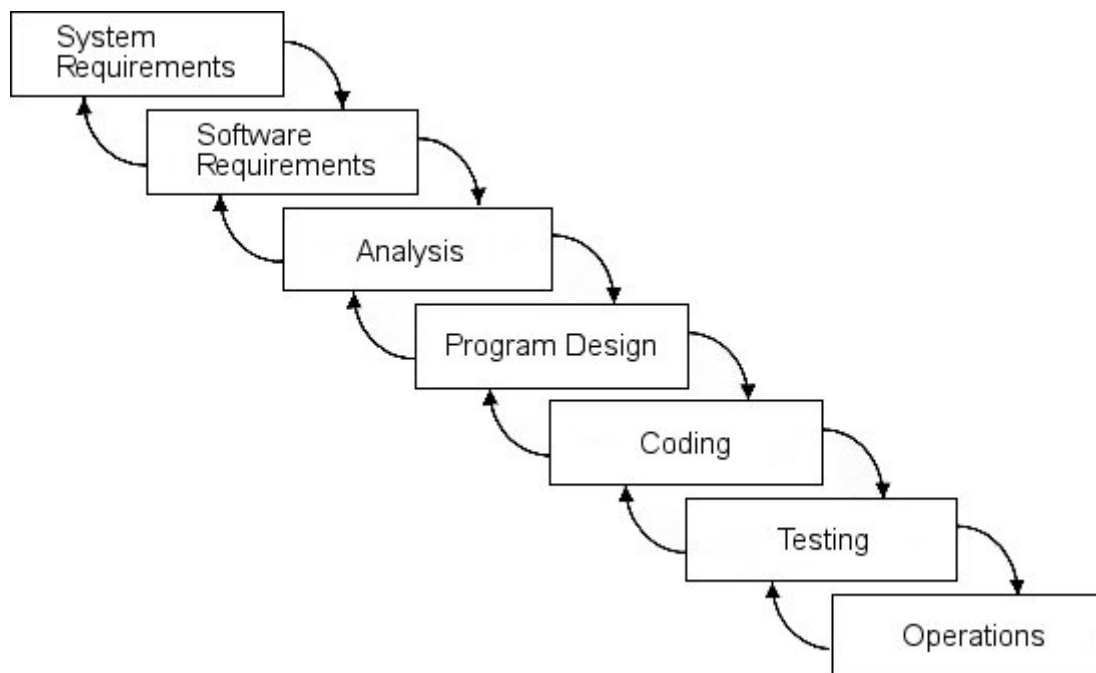 System
Requirements
Software
Requirements
Analysis
Program Design
Coding
Testing
Operations